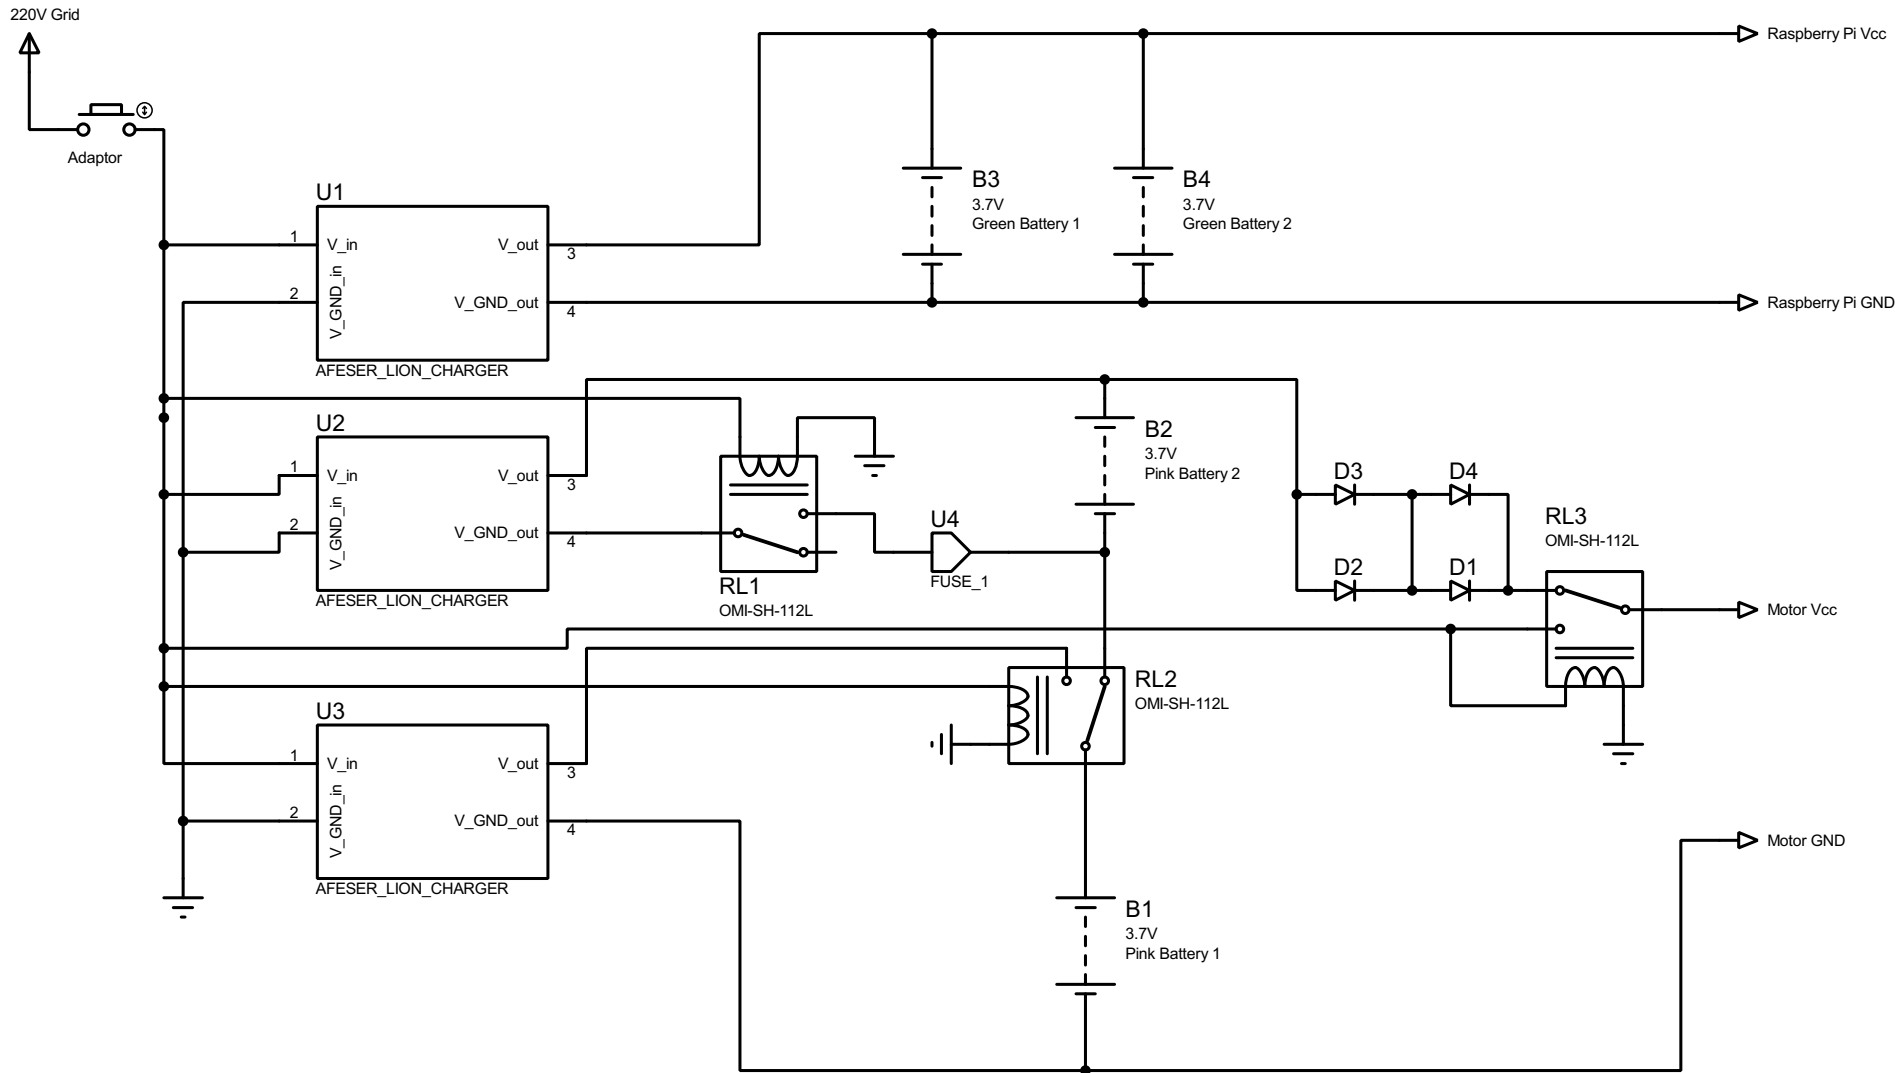 220V Grid
Raspberry Pi Vcc
Adaptor
U1
1
V_in
V_out
3
2
V_GND_in
V_GND_out
4
AFESER_LION_CHARGER
B3
3.7V
Green Battery 1
B4
3.7V
Green Battery 2
Raspberry Pi GND
U2
1
V_in
V_out
3
2
V_GND_in
V_GND_out
4
AFESER_LION_CHARGER
RL1
OMI-SH-112L
U4
FUSE_1
B2
3.7V
Pink Battery 2
D3
D4
D2
D1
RL3
OMI-SH-112L
Motor Vcc
U3
1
V_in
V_out
3
2
V_GND_in
V_GND_out
4
AFESER_LION_CHARGER
RL2
OMI-SH-112L
Motor GND
B1
3.7V
Pink Battery 1